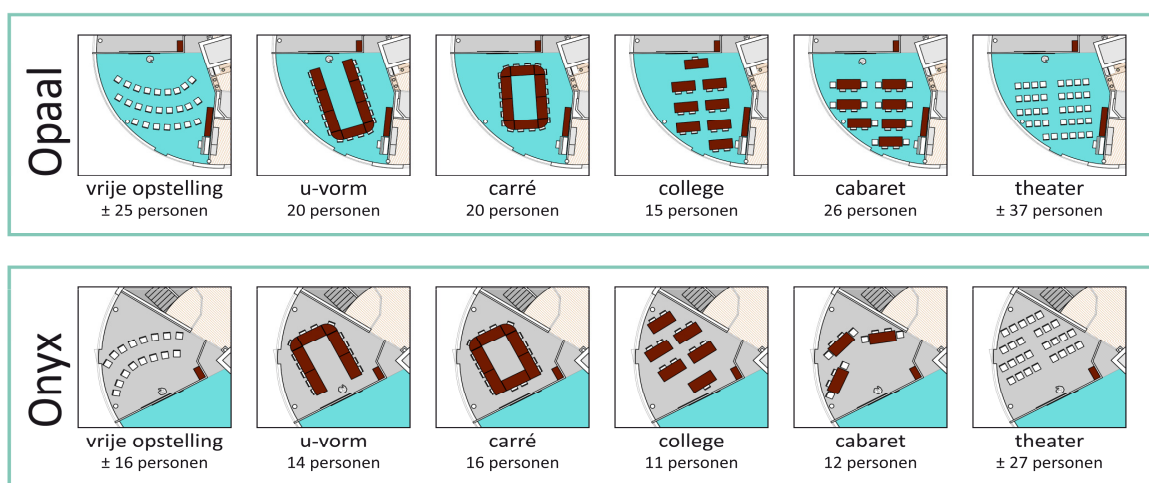 Opaal
vrije opstelling
± 25 personen
u-vorm
20 personen
carré
20 personen
college
15 personen
cabaret
26 personen
theater
± 37 personen
Onyx
vrije opstelling
± 16 personen
u-vorm
14 personen
carré
16 personen
college
11 personen
cabaret
12 personen
theater
± 27 personen